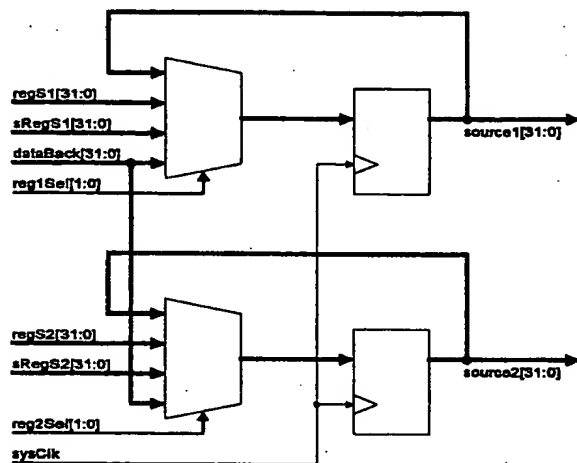 regS1[31:0]
sRegS1[31:0]
dataBack[31:0]
reg1Sel[1:0]
source1[31:0]
regS2[31:0]
sRegS2[31:0]
reg2Sel[1:0]
source2[31:0]
sysClk